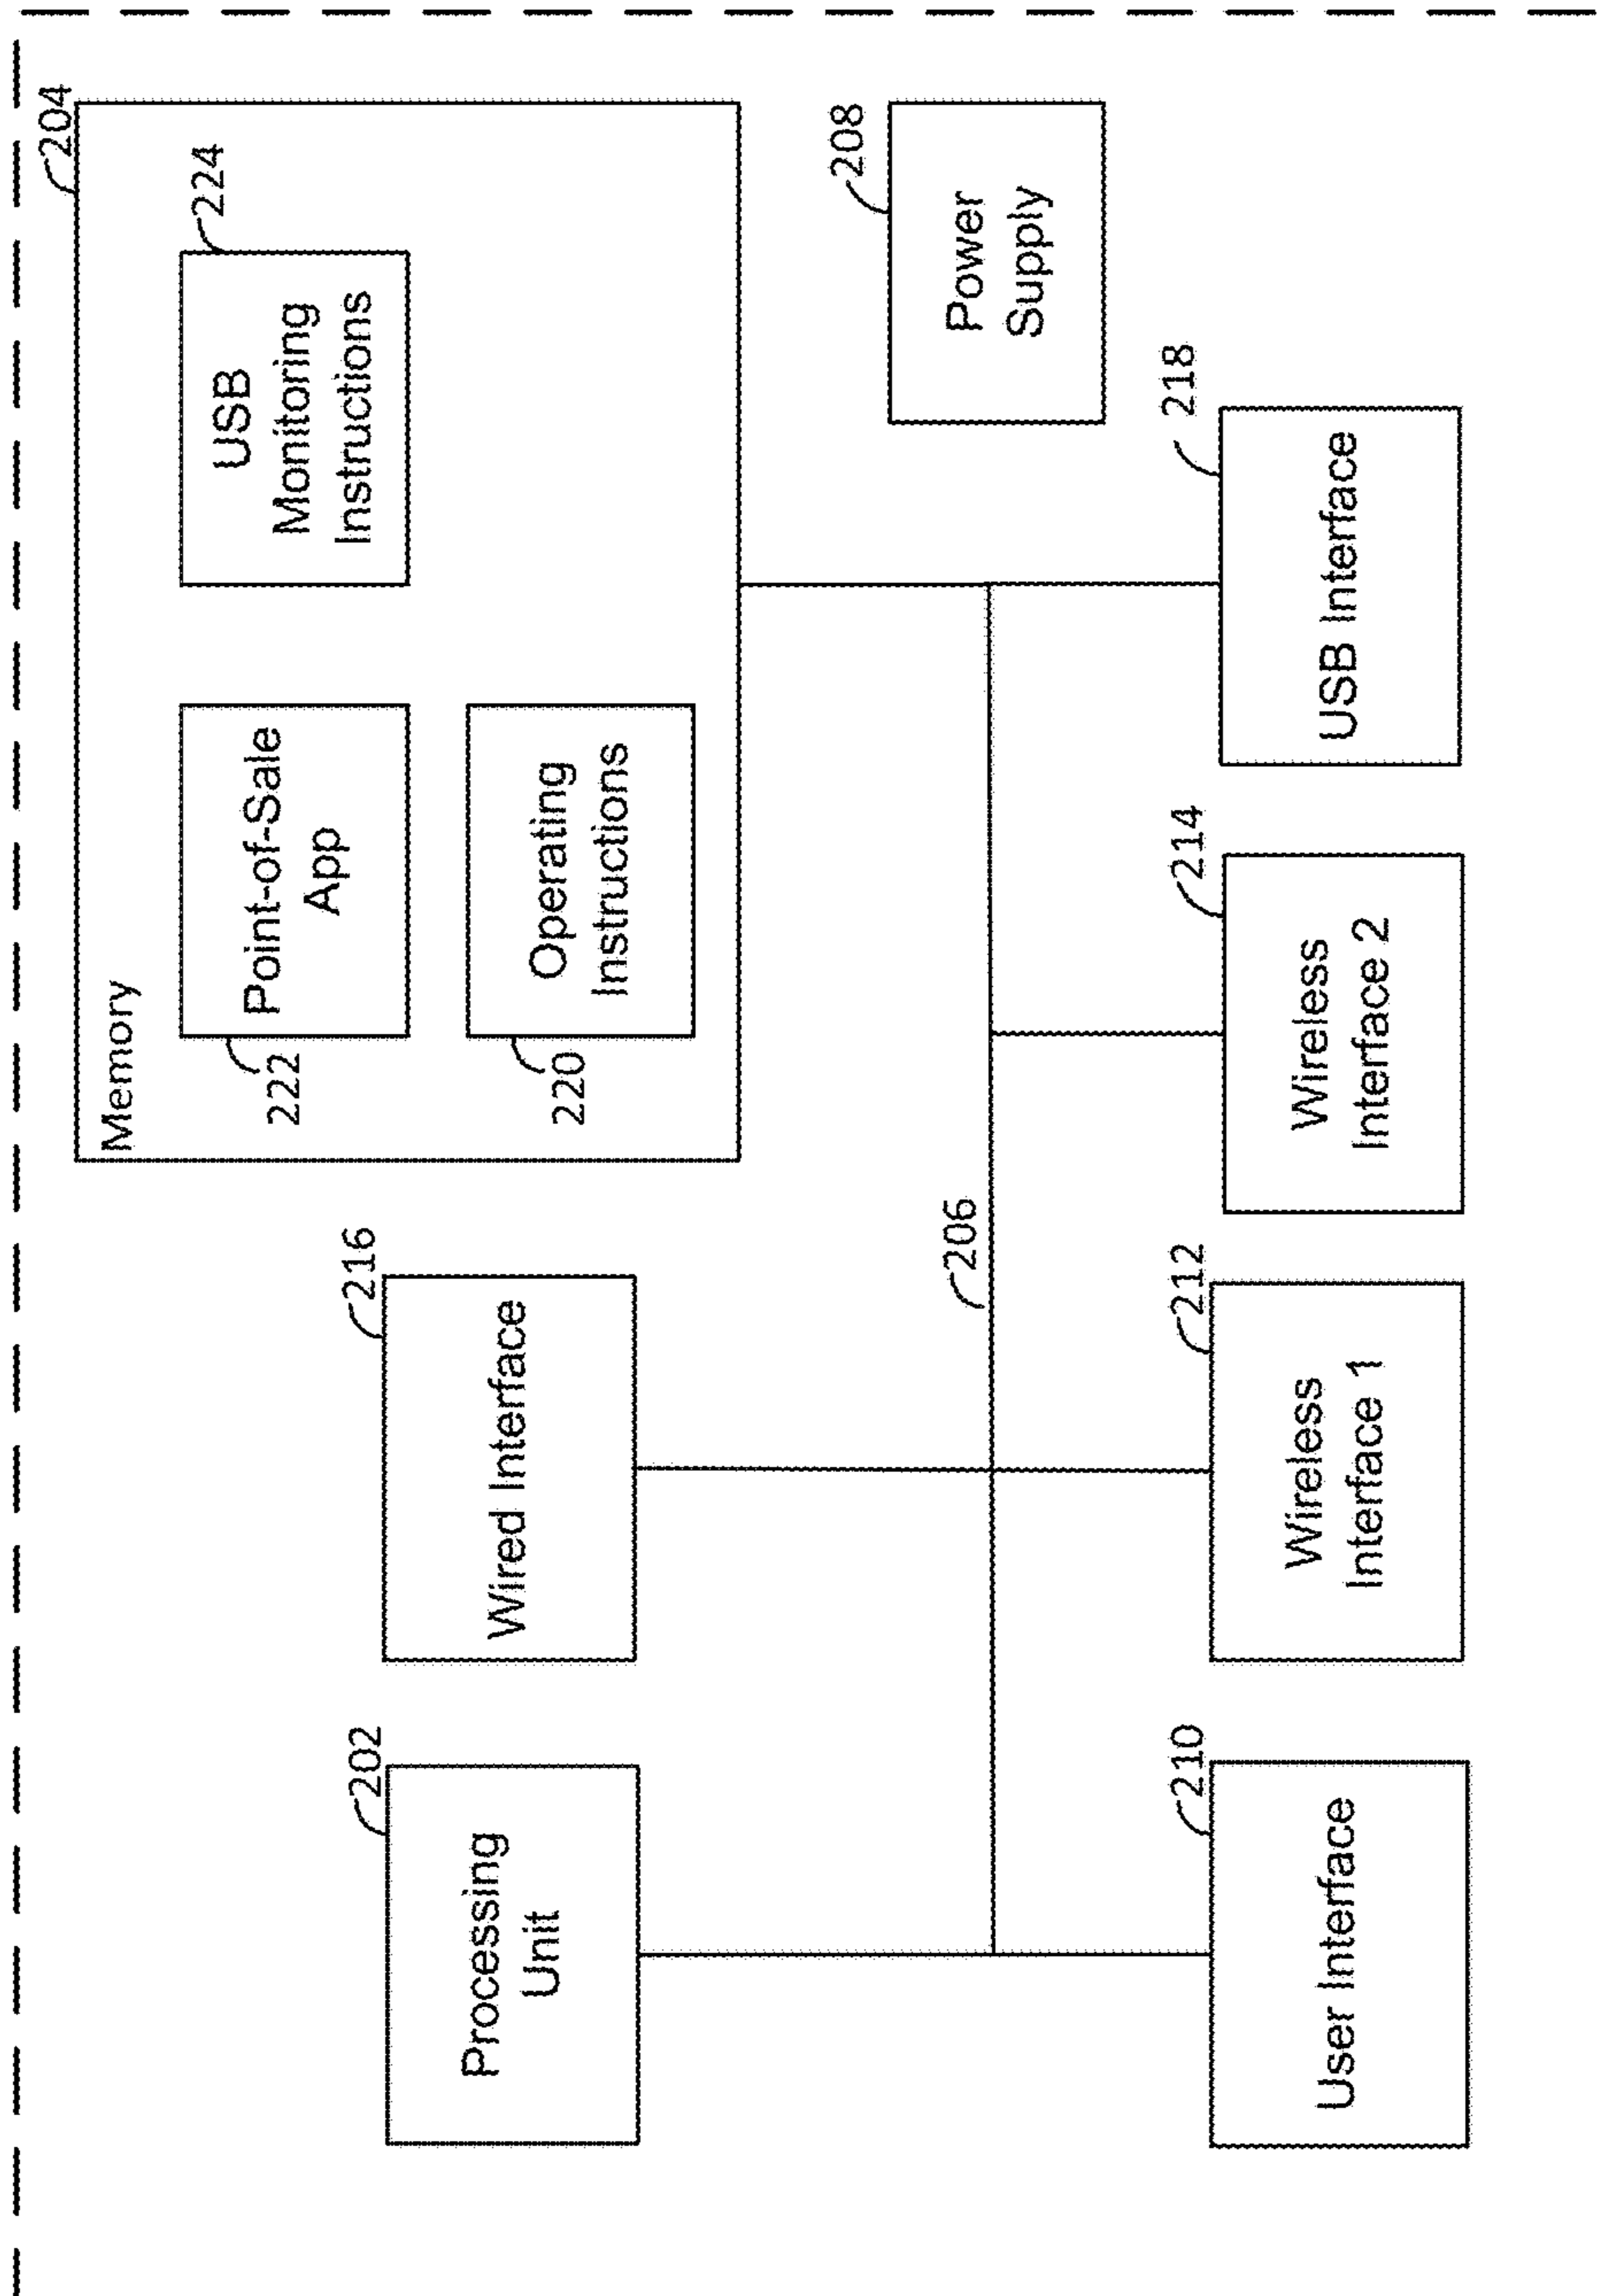 204
Memory
222
Point-of-Sale
App
224
USB
Monitoring
Instructions
220
Operating
Instructions
202
Processing
Unit
216
Wired Interface
208
Power
Supply
206
210
User Interface
212
Wireless
Interface 1
214
Wireless
Interface 2
218
USB Interface